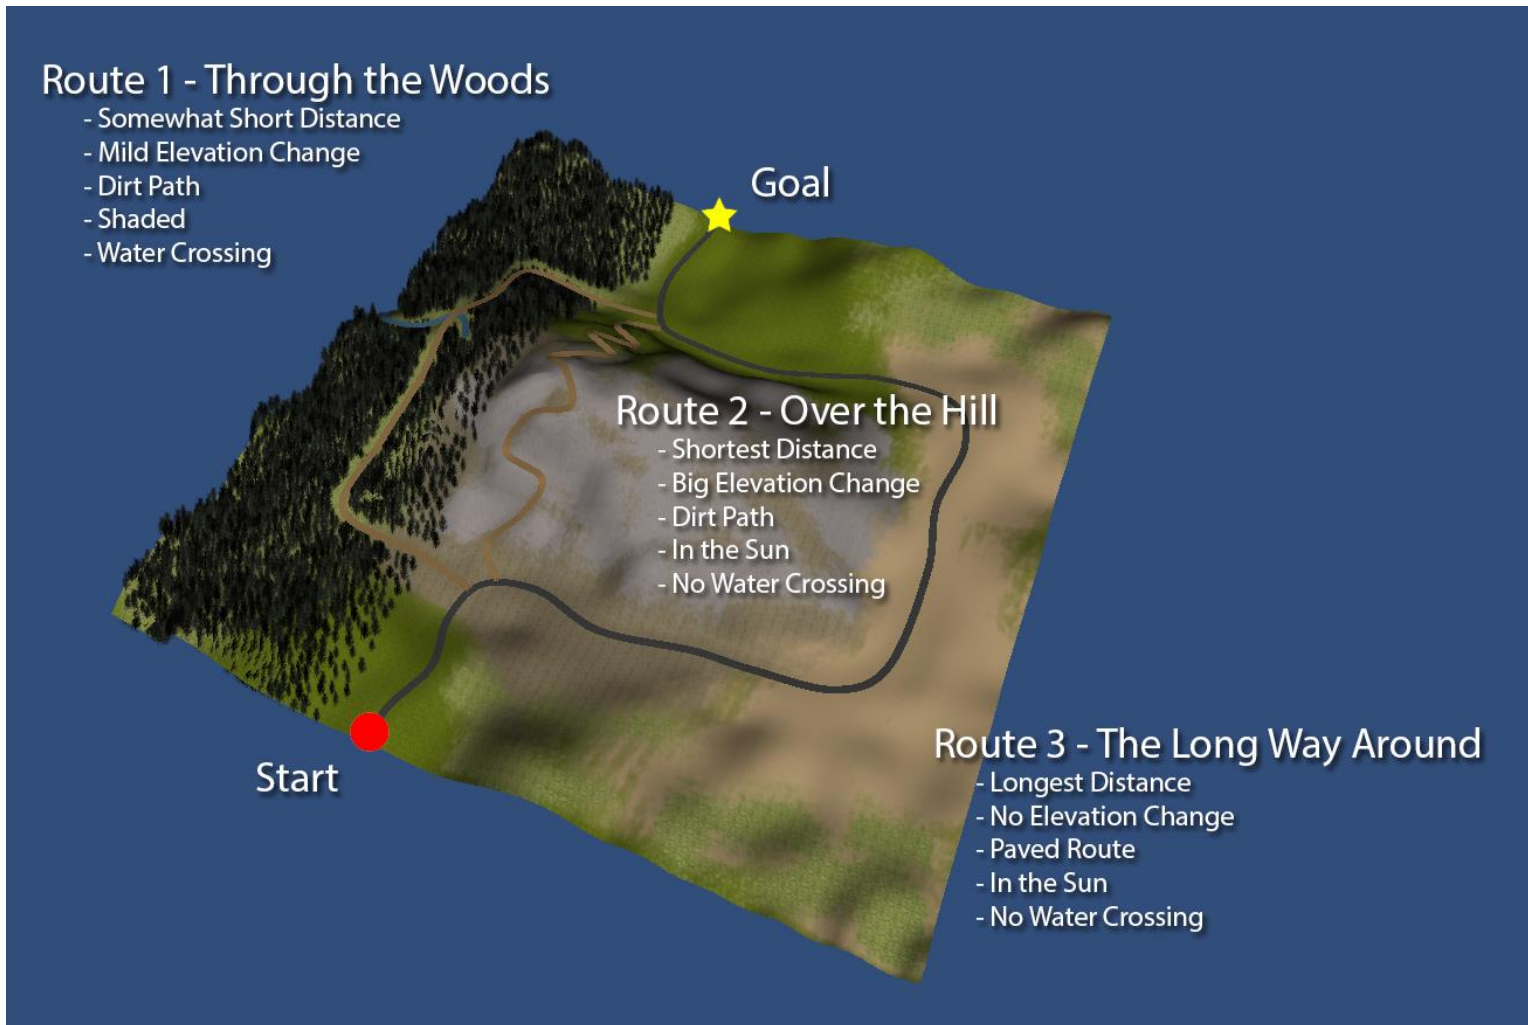 Route 1 - Through the Woods
- Somewhat Short Distance
- Mild Elevation Change
- Dirt Path
- Shaded
- Water Crossing
Goal
Route 2 - Over the Hill
- Shortest Distance
- Big Elevation Change
- Dirt Path
- In the Sun
- No Water Crossing
Start
Route 3 - The Long Way Around
- Longest Distance
- No Elevation Change
- Paved Route
- In the Sun
- No Water Crossing